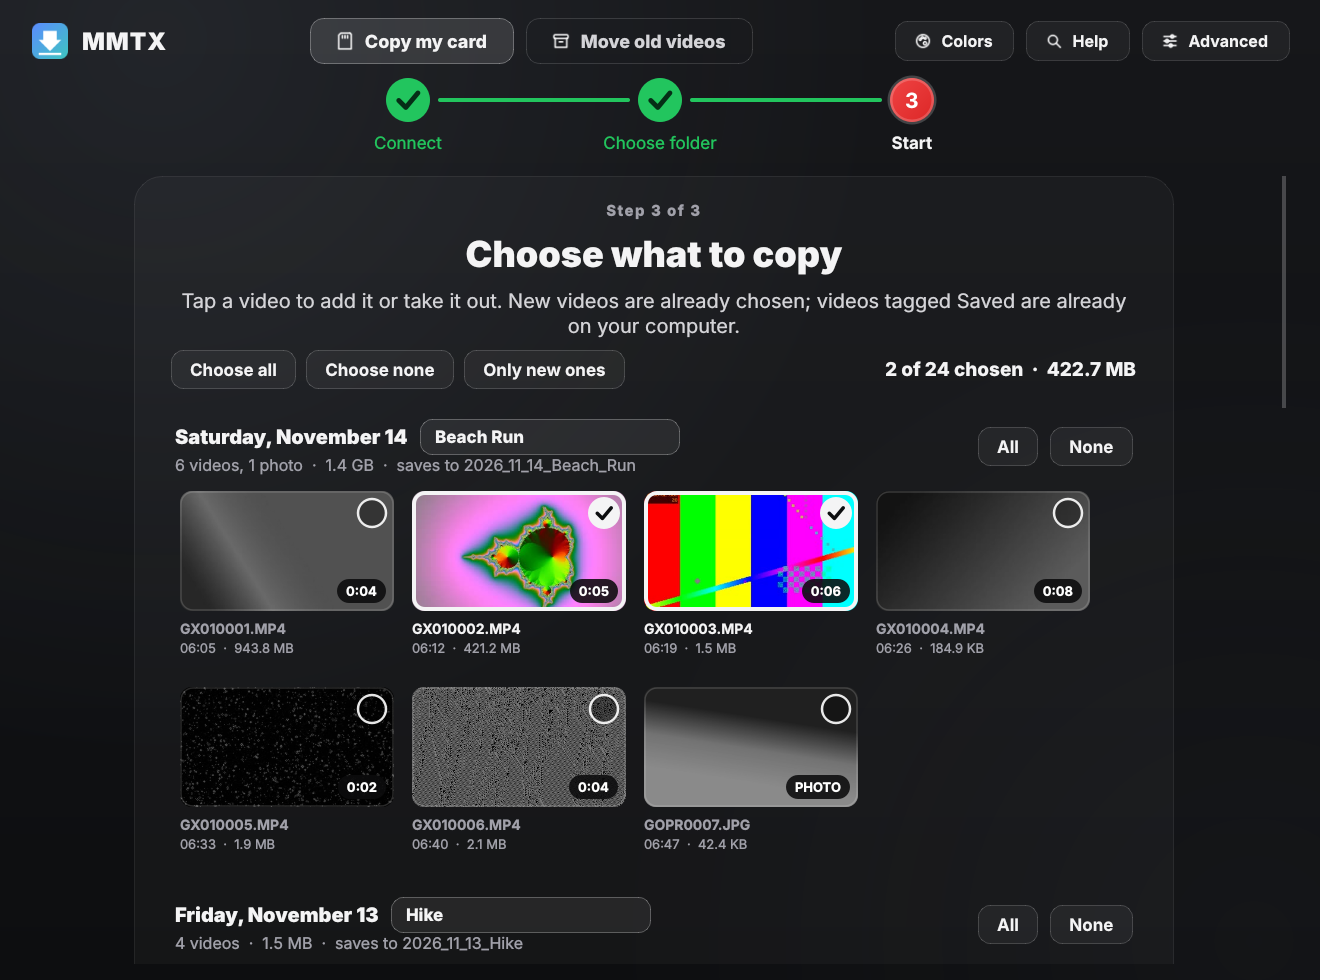 MMTX
Copy my card
Move old videos
Colors
Help
Advanced
3
Connect
Choose folder
Start
Step 3 of 3
Choose what to copy
Tap a video to add it or take it out. New videos are already chosen; videos tagged Saved are already
on your computer.
Choose all
Choose none
Only new ones
2 of 24 chosen · 422.7 MB
Saturday, November 14
Beach Run
All
None
6 videos, 1 photo · 1.4 GB · saves to 2026_11_14_Beach_Run
0:04
0:05
0:06
0:08
GX010001.MP4
GX010002.MP4
GX010003.MP4
GX010004.MP4
06:05 · 943.8 MB
06:12 · 421.2 MB
06:19 · 1.5 MB
06:26 · 184.9 KB
0:02
0:04
PHOTO
GX010005.MP4
GX010006.MP4
GOPR0007.JPG
06:33 · 1.9 MB
06:40 · 2.1 MB
06:47 · 42.4 KB
Friday, November 13
Hike
All
None
4 videos · 1.5 MB · saves to 2026_11_13_Hike